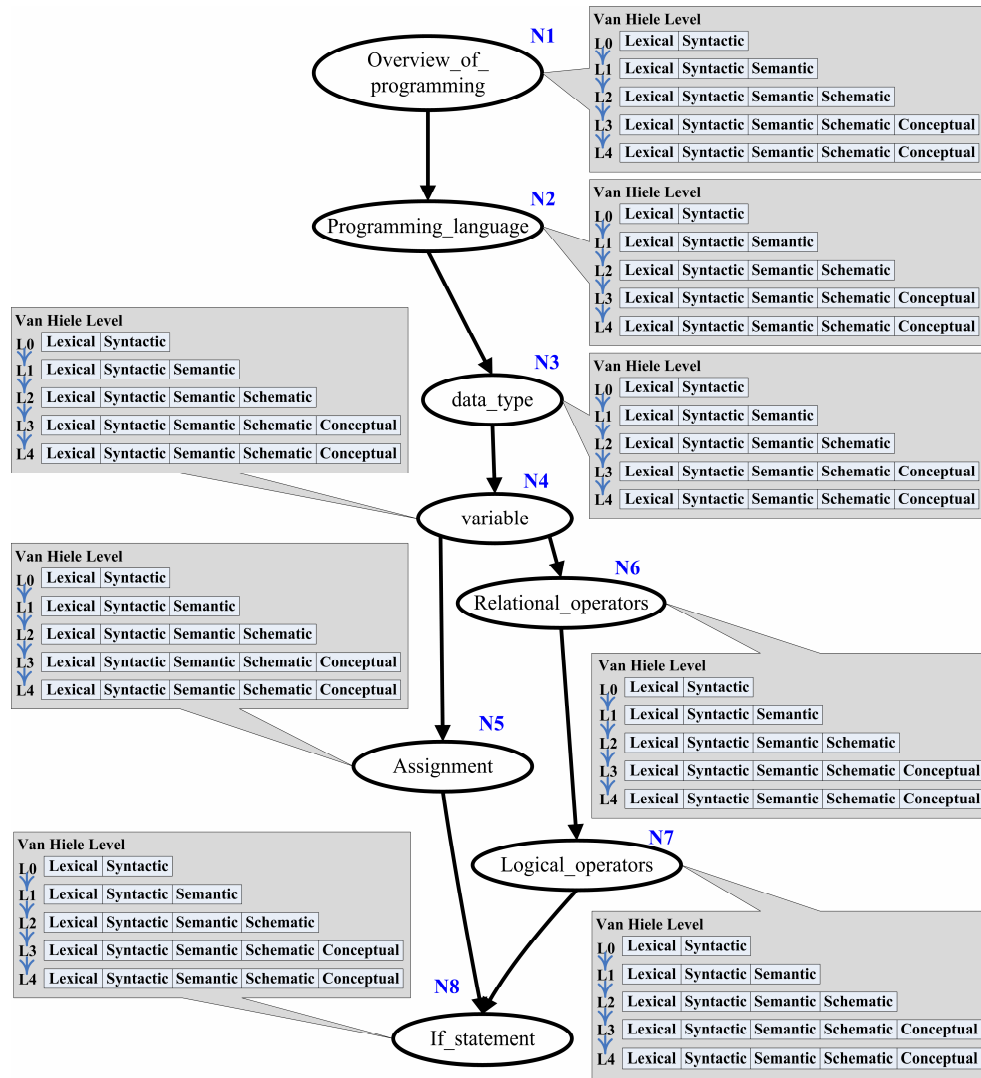 N1
Overview_of_
programming
Van Hiele Level
L0 Lexical Syntactic
L1 Lexical Syntactic Semantic
L2 Lexical Syntactic Semantic Schematic
L3 Lexical Syntactic Semantic Schematic Conceptual
L4 Lexical Syntactic Semantic Schematic Conceptual
N2
Programming_language
Van Hiele Level
L0 Lexical Syntactic
L1 Lexical Syntactic Semantic
L2 Lexical Syntactic Semantic Schematic
L3 Lexical Syntactic Semantic Schematic Conceptual
L4 Lexical Syntactic Semantic Schematic Conceptual
N3
data_type
Van Hiele Level
L0 Lexical Syntactic
L1 Lexical Syntactic Semantic
L2 Lexical Syntactic Semantic Schematic
L3 Lexical Syntactic Semantic Schematic Conceptual
L4 Lexical Syntactic Semantic Schematic Conceptual
Van Hiele Level
L0 Lexical Syntactic
L1 Lexical Syntactic Semantic
L2 Lexical Syntactic Semantic Schematic
L3 Lexical Syntactic Semantic Schematic Conceptual
L4 Lexical Syntactic Semantic Schematic Conceptual
N4
variable
Van Hiele Level
L0 Lexical Syntactic
L1 Lexical Syntactic Semantic
L2 Lexical Syntactic Semantic Schematic
L3 Lexical Syntactic Semantic Schematic Conceptual
L4 Lexical Syntactic Semantic Schematic Conceptual
N5
Assignment
N6
Relational_operators
Van Hiele Level
L0 Lexical Syntactic
L1 Lexical Syntactic Semantic
L2 Lexical Syntactic Semantic Schematic
L3 Lexical Syntactic Semantic Schematic Conceptual
L4 Lexical Syntactic Semantic Schematic Conceptual
N7
Logical_operators
Van Hiele Level
L0 Lexical Syntactic
L1 Lexical Syntactic Semantic
L2 Lexical Syntactic Semantic Schematic
L3 Lexical Syntactic Semantic Schematic Conceptual
L4 Lexical Syntactic Semantic Schematic Conceptual
Van Hiele Level
L0 Lexical Syntactic
L1 Lexical Syntactic Semantic
L2 Lexical Syntactic Semantic Schematic
L3 Lexical Syntactic Semantic Schematic Conceptual
L4 Lexical Syntactic Semantic Schematic Conceptual
N8
If_statement